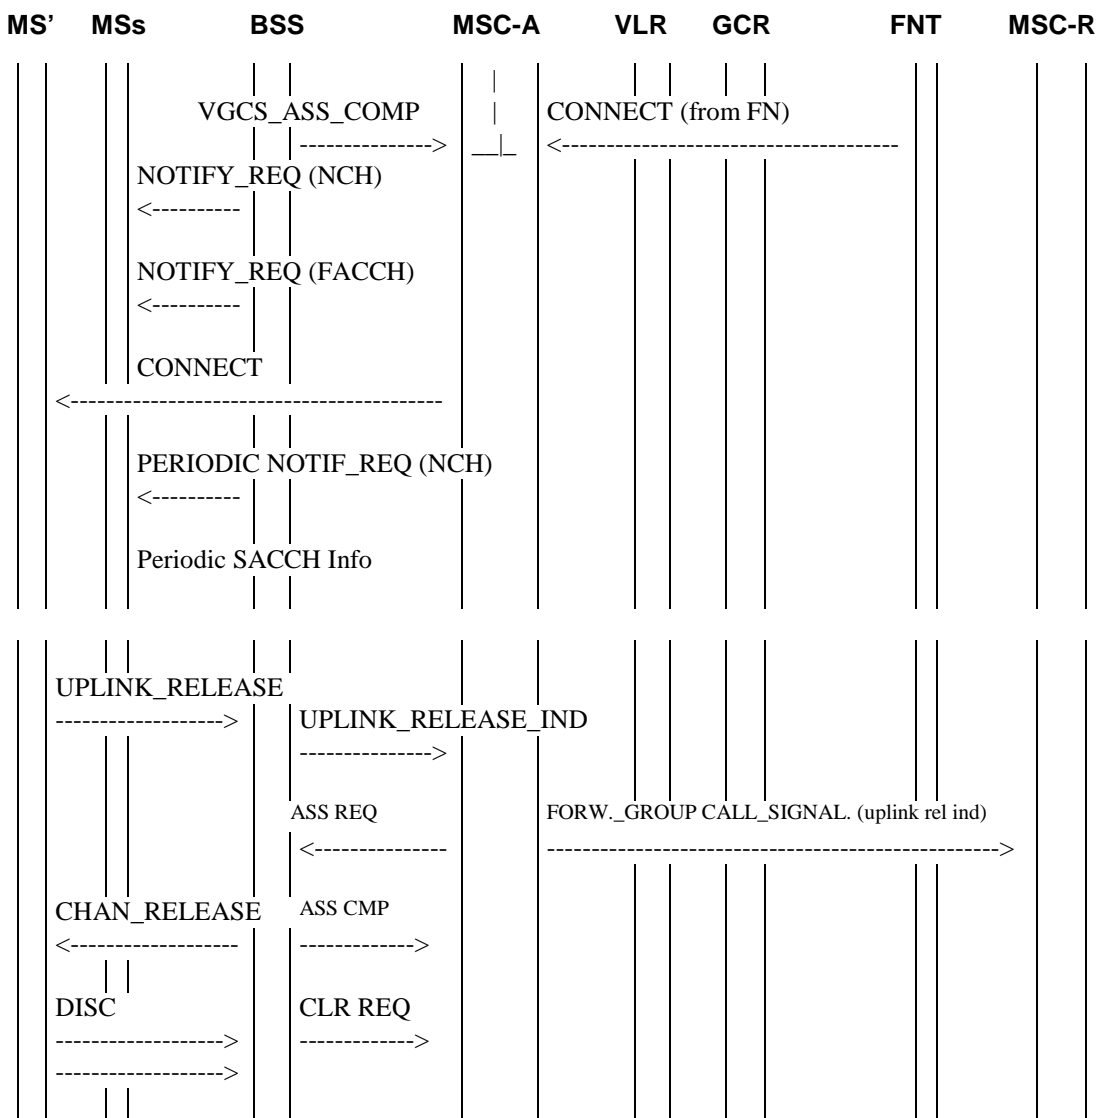 MS’ MSs BSS MSC-A VLR GCR FNT MSC-R
VGCS_ASS_COMP CONNECT (from FN)
---------------> __|_ <-------------------------------------
NOTIFY_REQ (NCH)
<----------
NOTIFY_REQ (FACCH)
<----------
CONNECT
<-----------------------------------------
PERIODIC NOTIF_REQ (NCH)
<----------
Periodic SACCH Info
UPLINK_RELEASE
-------------------> UPLINK_RELEASE_IND
--------------->
ASS REQ FORW._GROUP CALL_SIGNAL. (uplink rel ind)
<--------------- -------------------------------------------------->
CHAN_RELEASE ASS CMP
<------------------- ------------->
DISC CLR REQ
-------------------> ------------->
------------------->